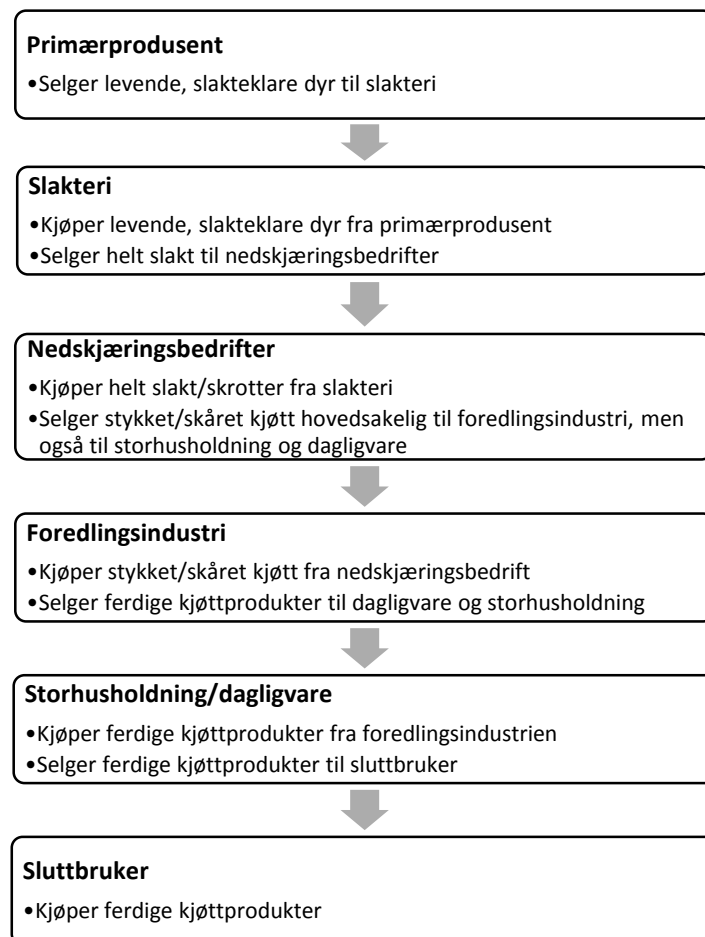 Primærprodusent
•Selger levende, slakteklare dyr til slakteri
Slakteri
•Kjøper levende, slakteklare dyr fra primærprodusent
•Selger helt slakt til nedskjæringsbedrifter
Nedskjæringsbedrifter
•Kjøper helt slakt/skrotter fra slakteri
•Selger stykket/skåret kjøtt hovedsakelig til foredlingsindustri, men
også til storhusholdning og dagligvare
Foredlingsindustri
•Kjøper stykket/skåret kjøtt fra nedskjæringsbedrift
•Selger ferdige kjøttprodukter til dagligvare og storhusholdning
Storhusholdning/dagligvare
•Kjøper ferdige kjøttprodukter fra foredlingsindustrien
•Selger ferdige kjøttprodukter til sluttbruker
Sluttbruker
•Kjøper ferdige kjøttprodukter